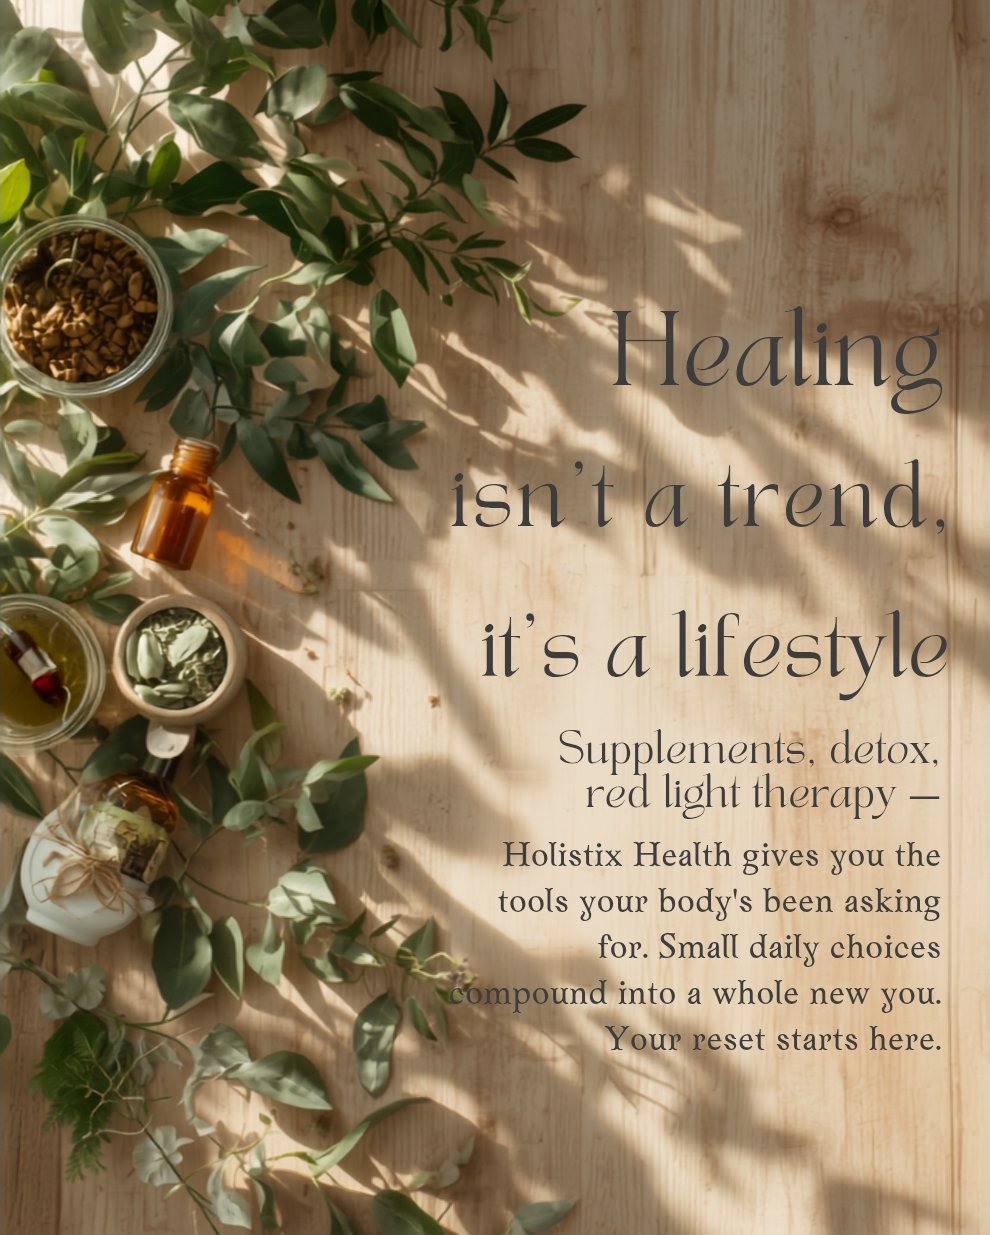 Healing
isn’t a trend,
it’s a lifestyle
Supplements, detox,
red light therapy —
Holistix Health gives you the
tools your body's been asking
for. Small daily choices
compound into a whole new you.
Your reset starts here.